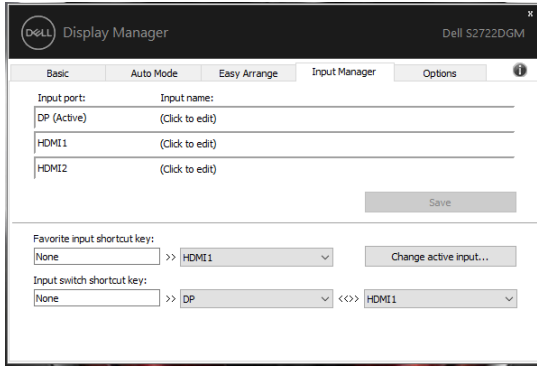 x
DELL Display Manager Dell S2722DGM
Basic Auto Mode Easy Arrange Input Manager Options i
Input port: Input name:
DP (Active) (Click to edit)
HDMI1 (Click to edit)
HDMI2 (Click to edit)
Save
Favorite input shortcut key:
None >> HDMI1 Change active input...
Input switch shortcut key:
None >> DP <<>> HDMI1